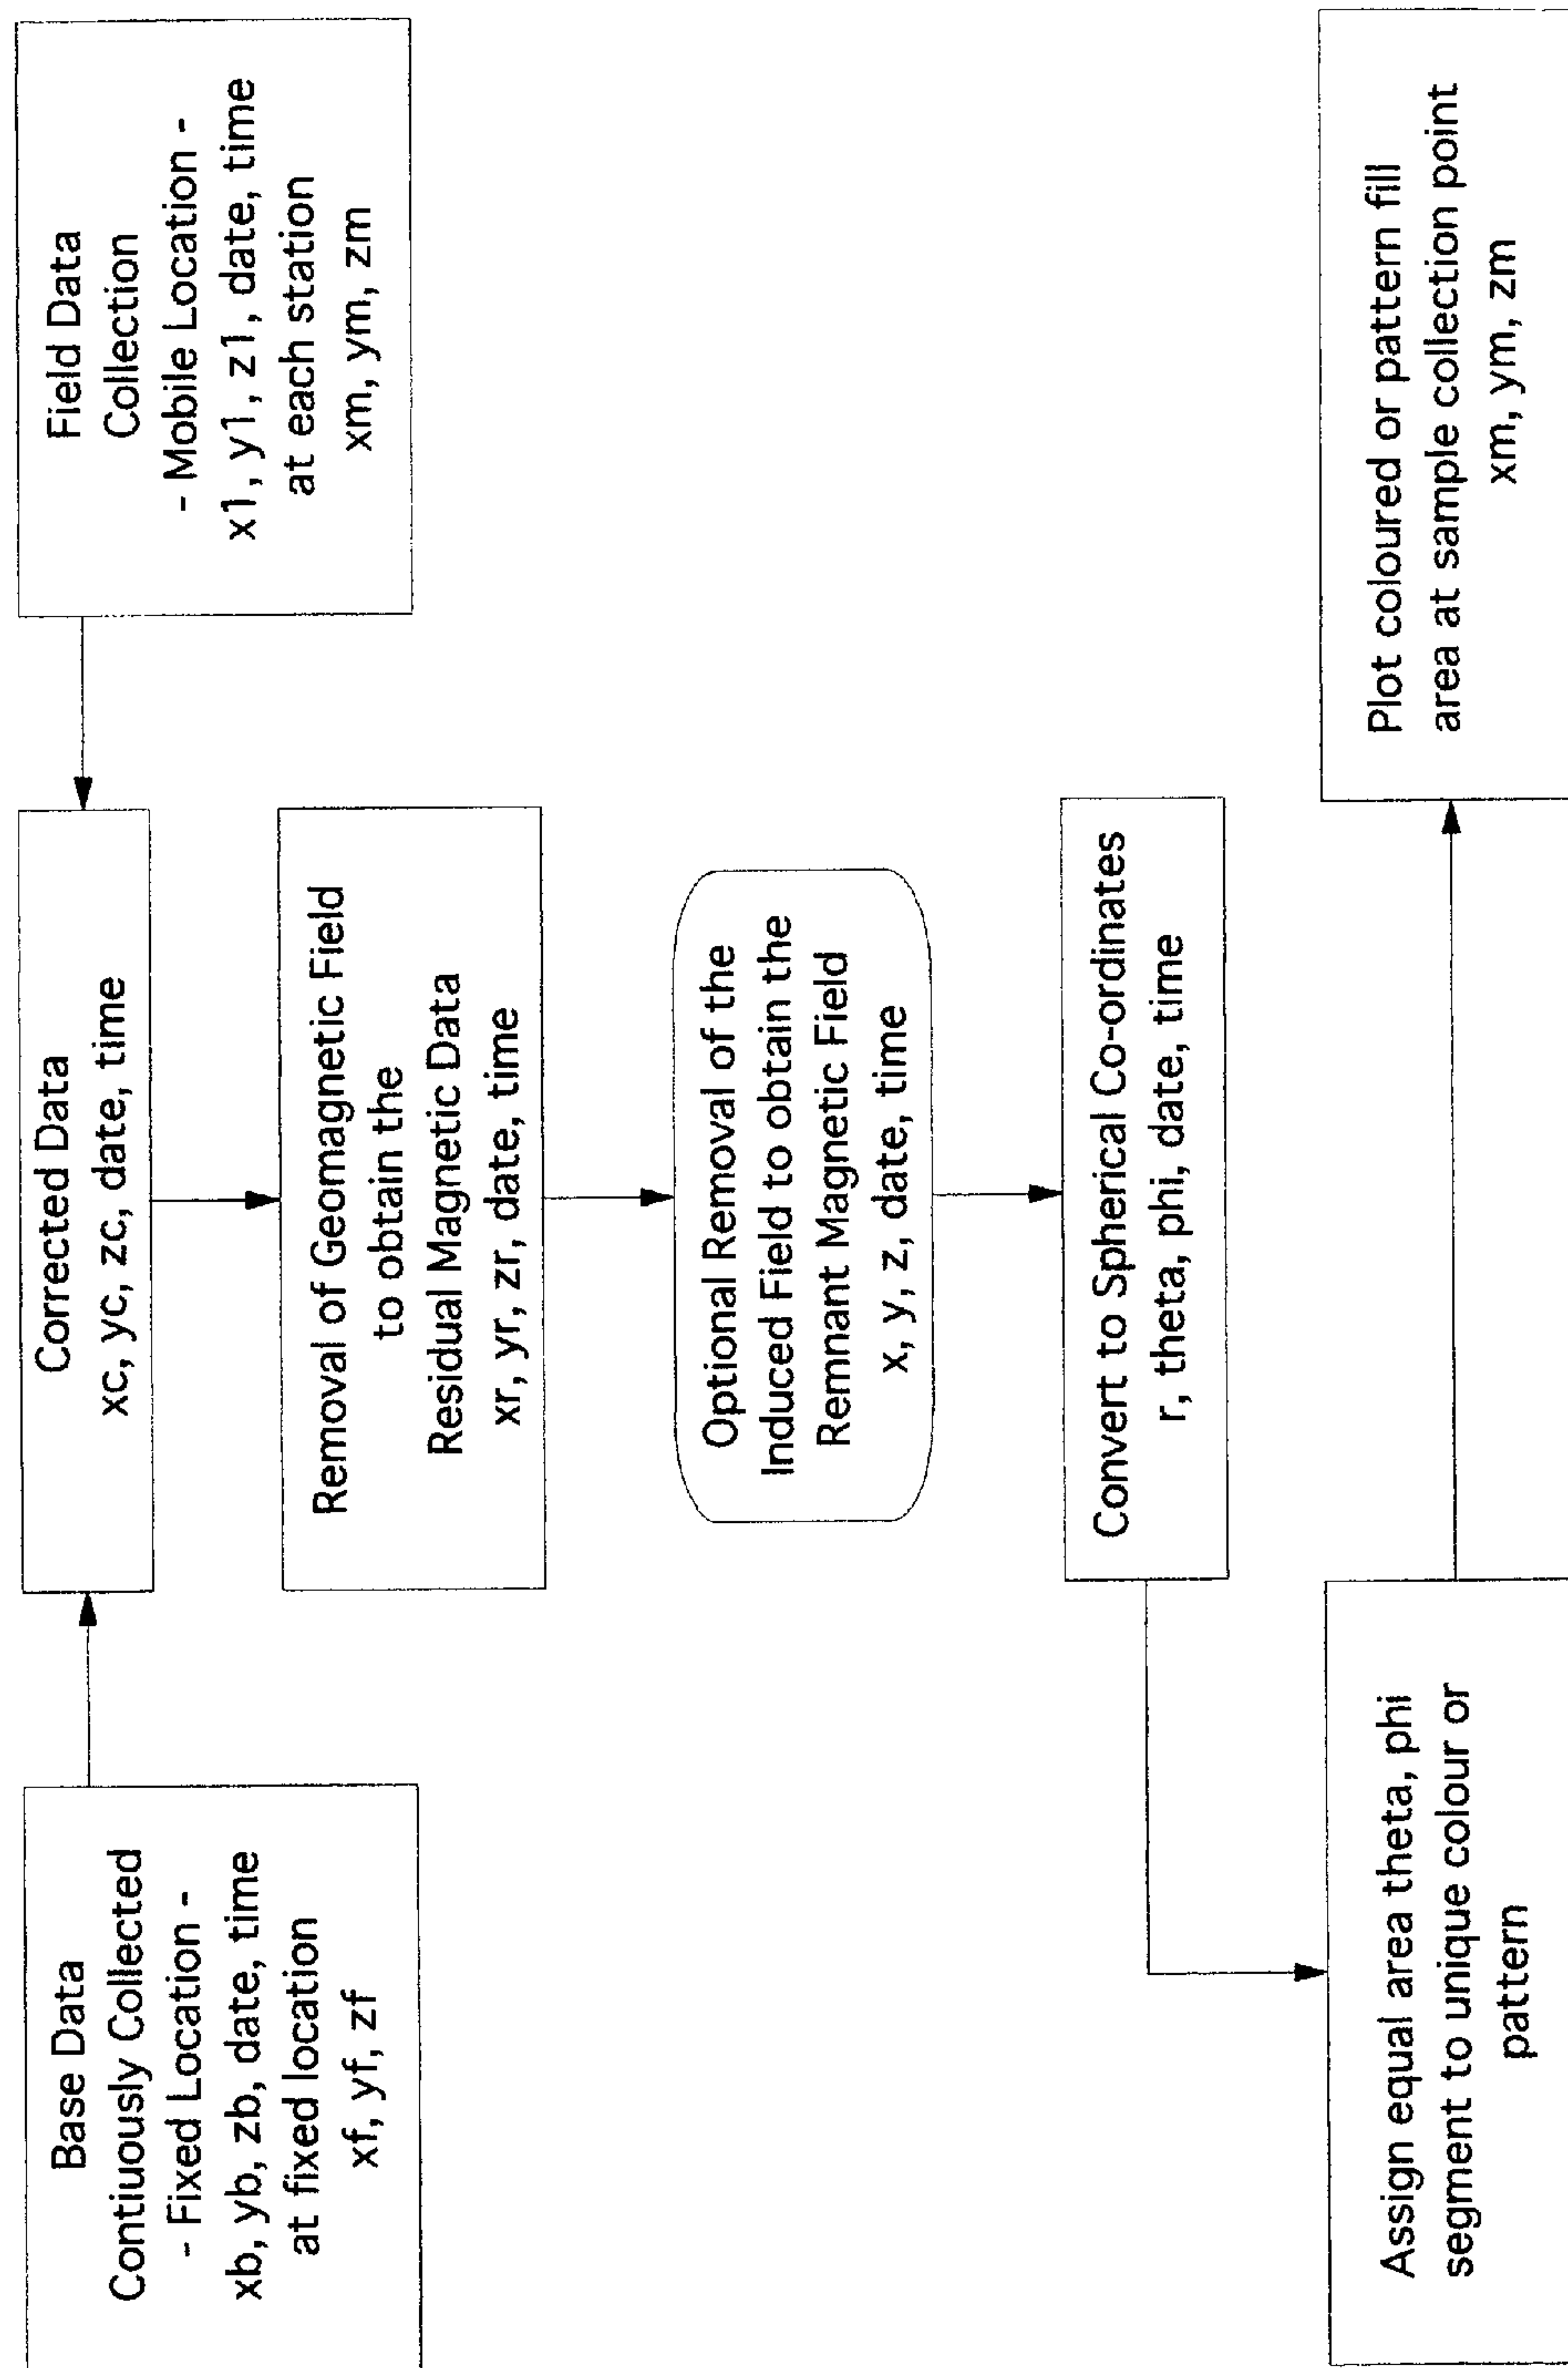 Base Data
Contiuously Collected
- Fixed Location -
xb, yb, zb, date, time
at fixed location
xf, yf, zf
Corrected Data
xc, yc, zc, date, time
Field Data
Collection
- Mobile Location -
x1, y1, z1, date, time
at each station
xm, ym, zm
Removal of Geomagnetic Field
to obtain the
Residual Magnetic Data
xr, yr, zr, date, time
Optional Removal of the
Induced Field to obtain the
Remnant Magnetic Field
x, y, z, date, time
Convert to Spherical Co-ordinates
r, theta, phi, date, time
Assign equal area theta, phi
segment to unique colour or
pattern
Plot coloured or pattern fill
area at sample collection point
xm, ym, zm